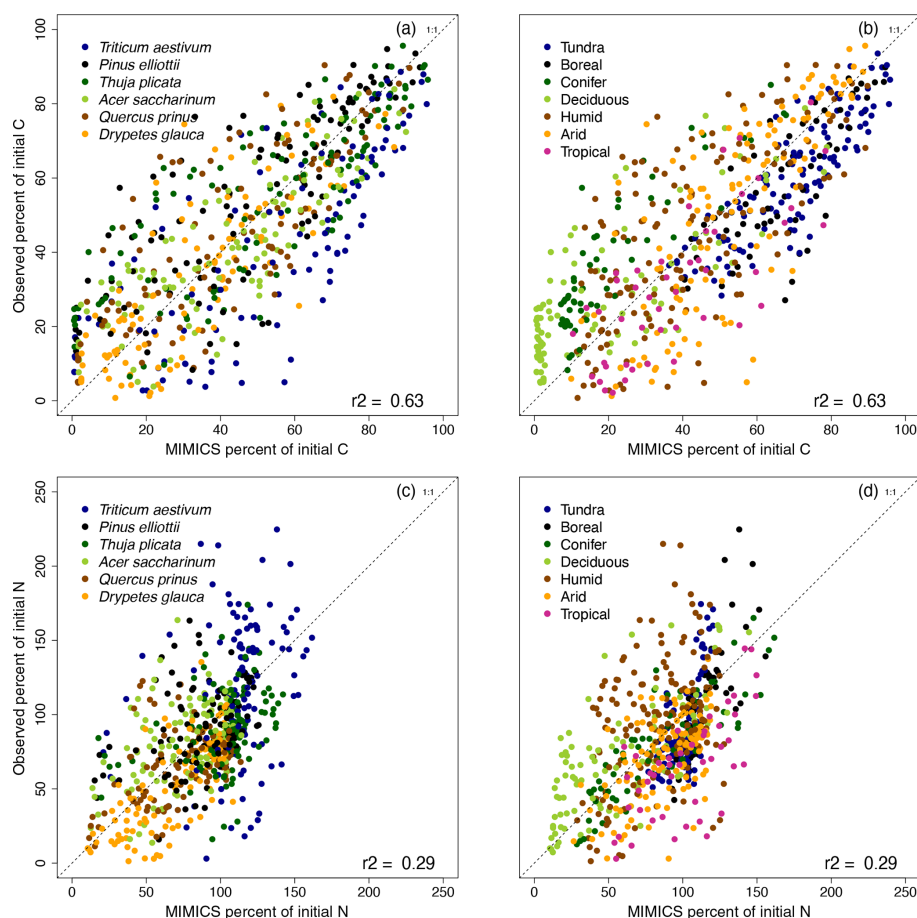 (a)
1:1
Triticum aestivum
Pinus elliottii
Thuja plicata
Acer saccharinum
Quercus prinus
Drypetes glauca
Observed percent of initial C
0
20
40
60
80
100
r2 = 0.63
0 20 40 60 80 100
MIMICS percent of initial C
(b)
1:1
Tundra
Boreal
Conifer
Deciduous
Humid
Arid
Tropical
r2 = 0.63
0 20 40 60 80 100
MIMICS percent of initial C
(c)
1:1
Triticum aestivum
Pinus elliottii
Thuja plicata
Acer saccharinum
Quercus prinus
Drypetes glauca
Observed percent of initial N
0
50
100
150
200
250
r2 = 0.29
0 50 100 150 200 250
MIMICS percent of initial N
(d)
1:1
Tundra
Boreal
Conifer
Deciduous
Humid
Arid
Tropical
r2 = 0.29
0 50 100 150 200 250
MIMICS percent of initial N